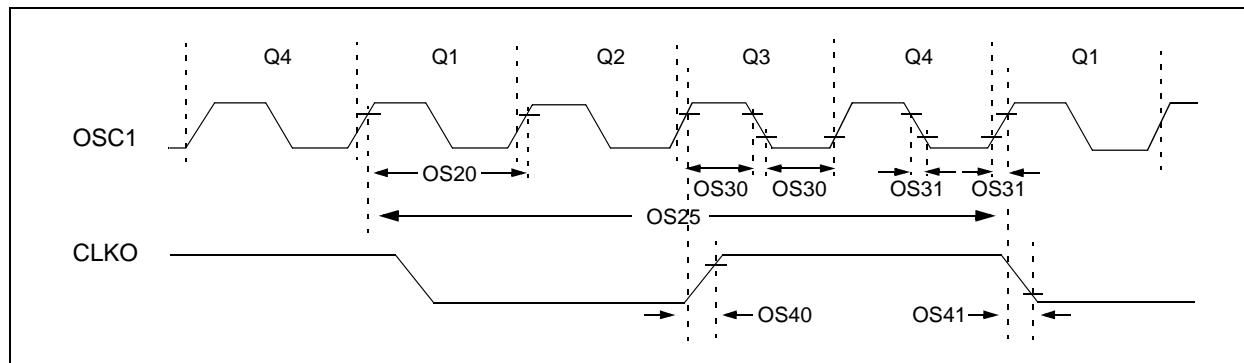 Q4 Q1 Q2 Q3 Q4 Q1
OSC1
OS20 OS30 OS30 OS31 OS31
OS25
CLKO
OS40 OS41